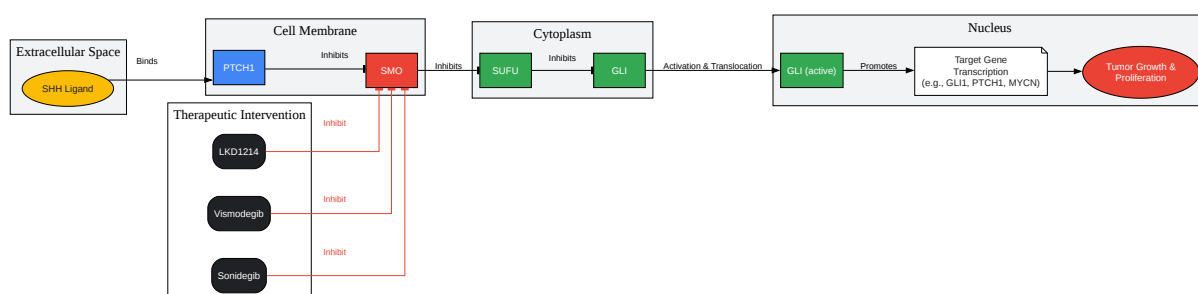 Extracellular Space
SHH Ligand
Binds
Cell Membrane
PTCH1
Inhibits
SMO
Inhibits
Cytoplasm
SUFU
Inhibits
GLI
Activation & Translocation
Nucleus
GLI (active)
Promotes
Target Gene
Transcription
(e.g., GLI1, PTCH1, MYCN)
Tumor Growth &
Proliferation
Therapeutic Intervention
LKD1214
Inhibit
Vismodegib
Inhibit
Sonidegib
Inhibit